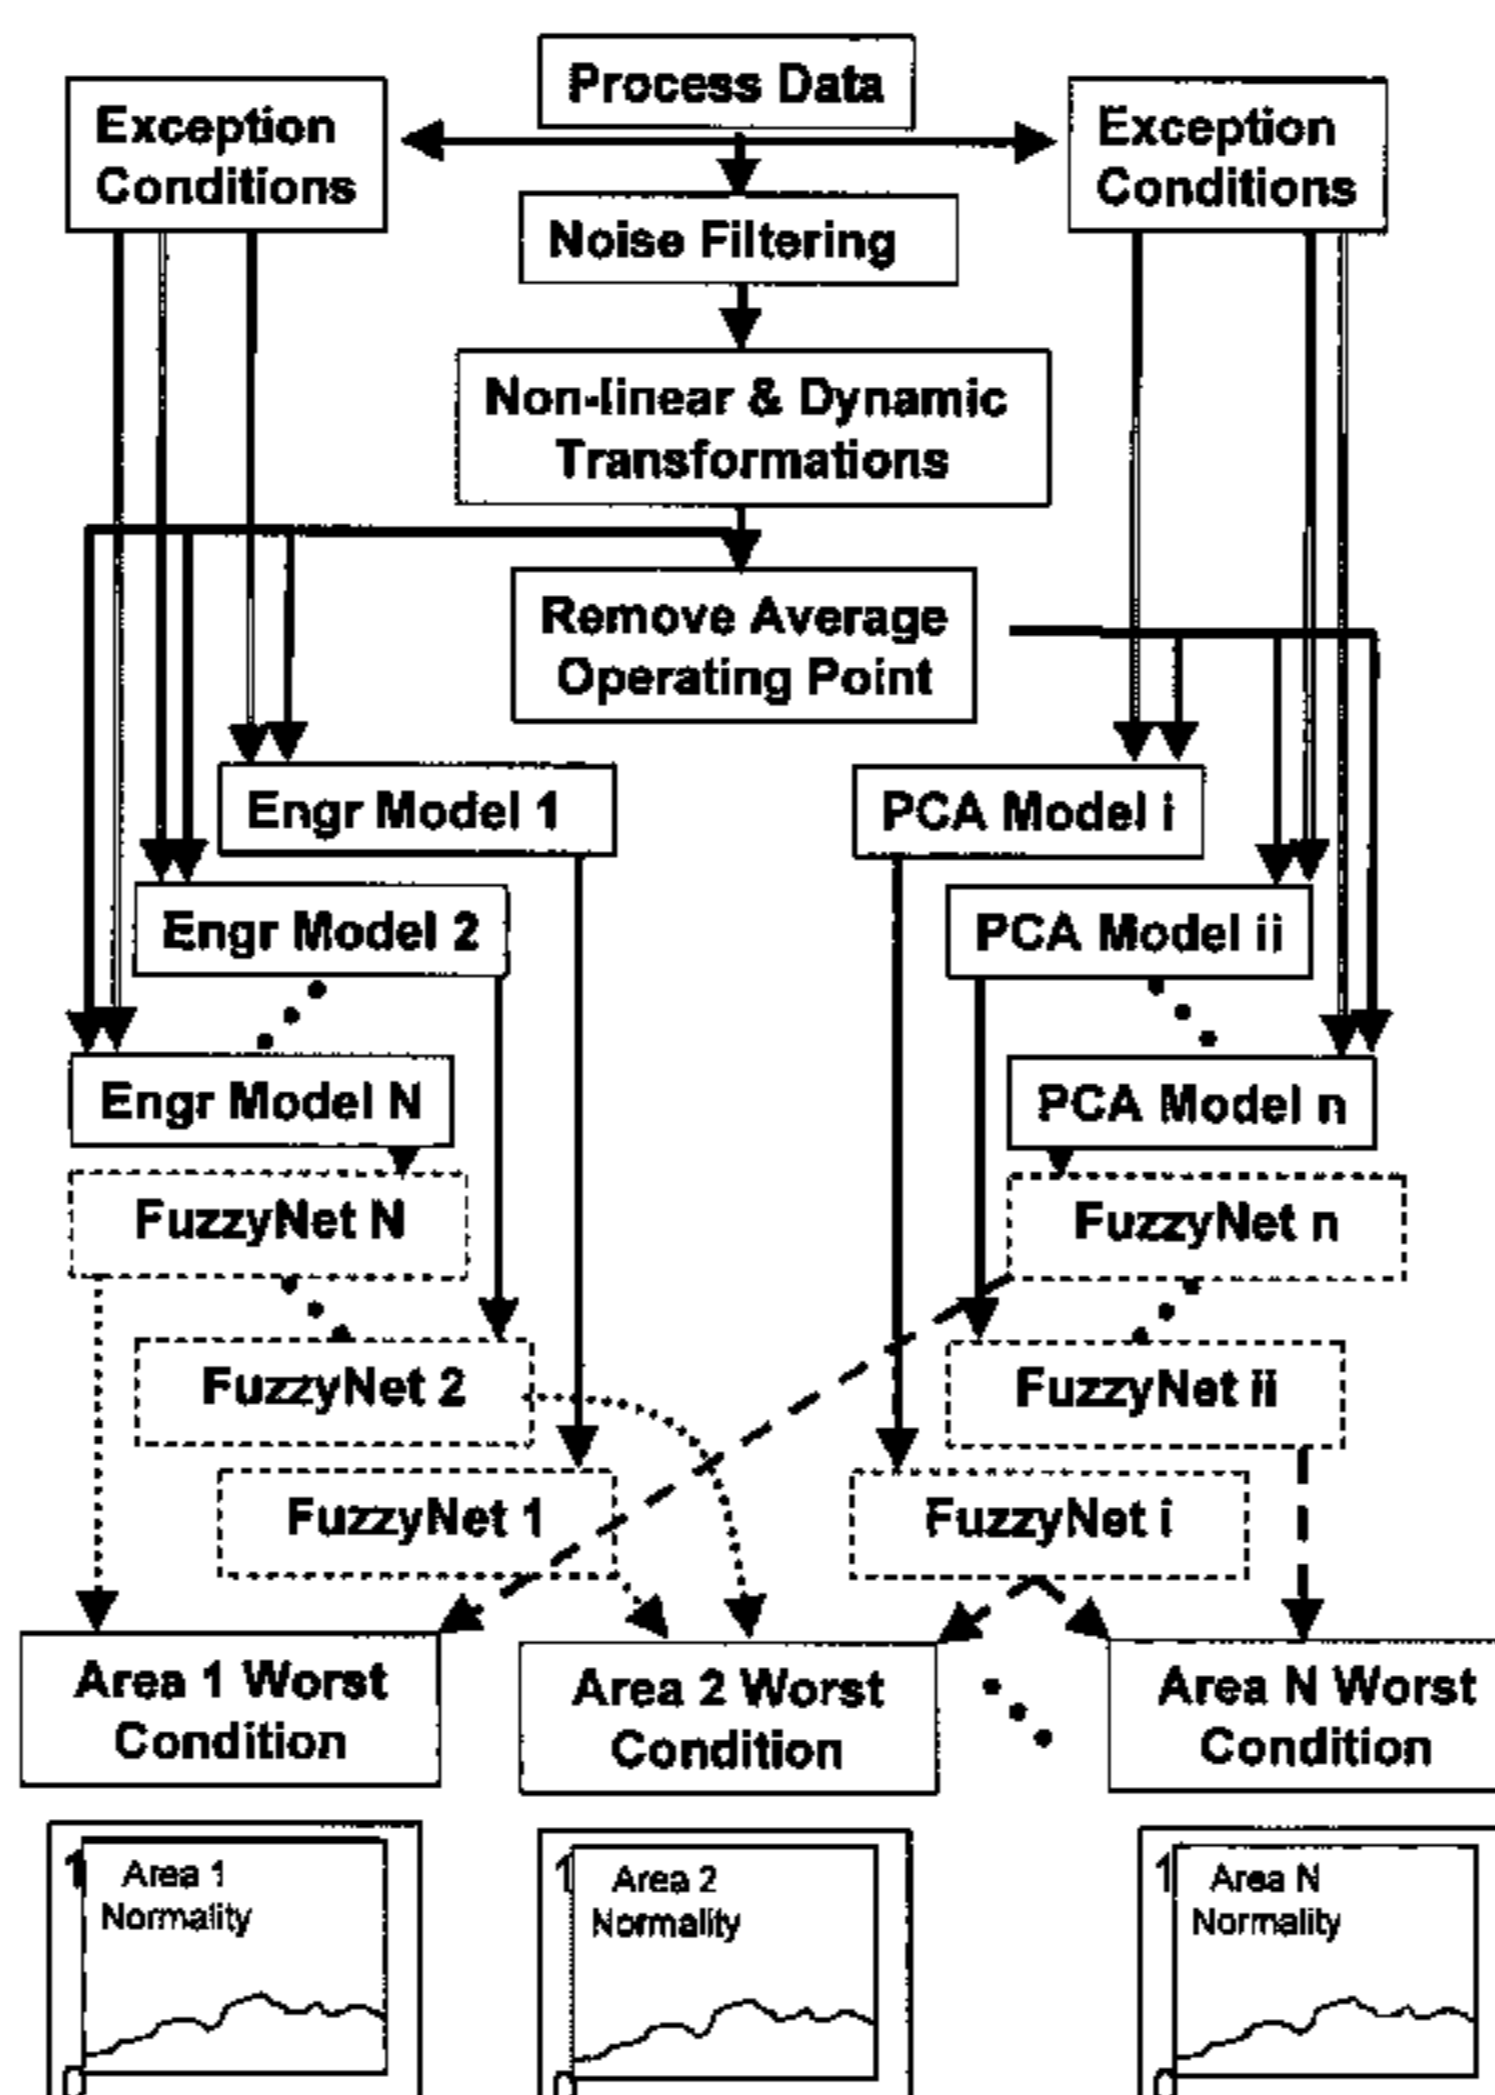 Process Data
Exception
Conditions
Exception
Conditions
Noise Filtering
Non-linear & Dynamic
Transformations
Remove Average
Operating Point
Engr Model 1
PCA Model i
Engr Model 2
PCA Model ii
Engr Model N
PCA Model n
FuzzyNet N
FuzzyNet n
FuzzyNet 2
FuzzyNet ii
FuzzyNet 1
FuzzyNet i
Area 1 Worst
Condition
Area 2 Worst
Condition
Area N Worst
Condition
1
Area 1
Normality
0
1
Area 2
Normality
0
1
Area N
Normality
0